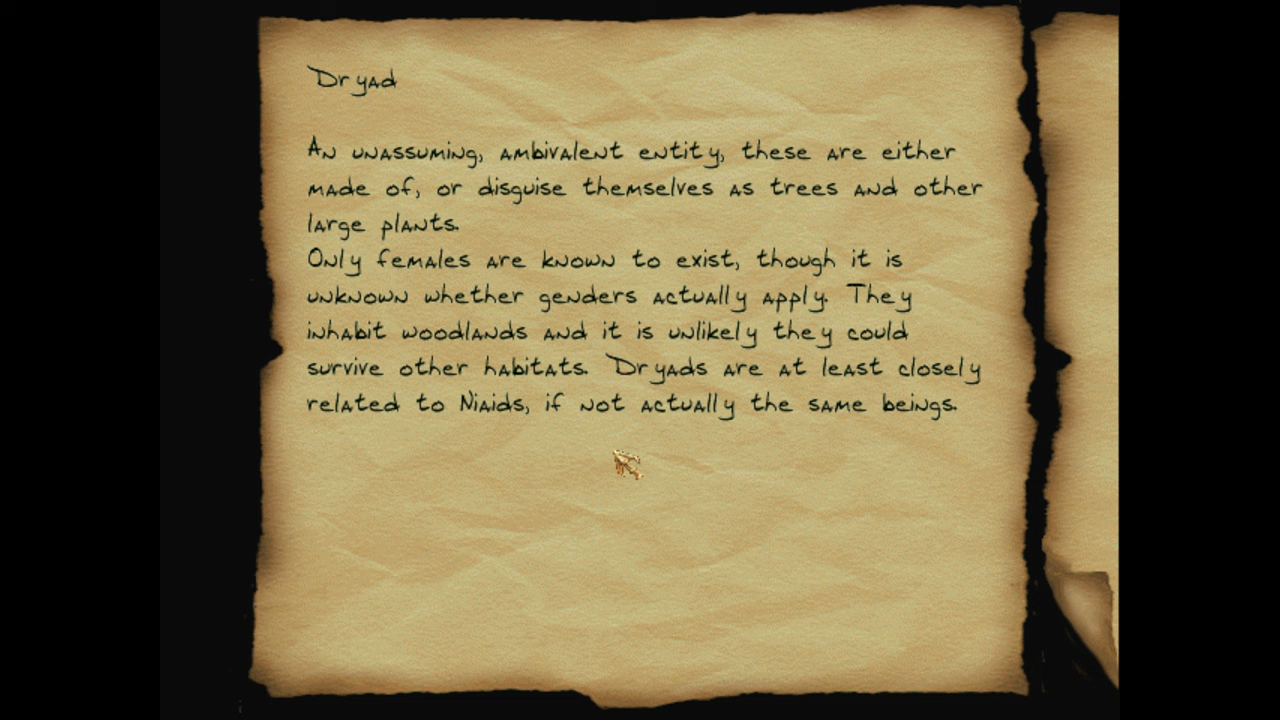 Dryad
An unassuming, ambivalent entity, these are either
made of, or disguise themselves as trees and other
large plants.
Only females are known to exist, though it is
unknown whether genders actually apply. They
inhabit woodlands and it is unlikely they could
survive other habitats. Dryads are at least closely
related to Niaids, if not actually the same beings.